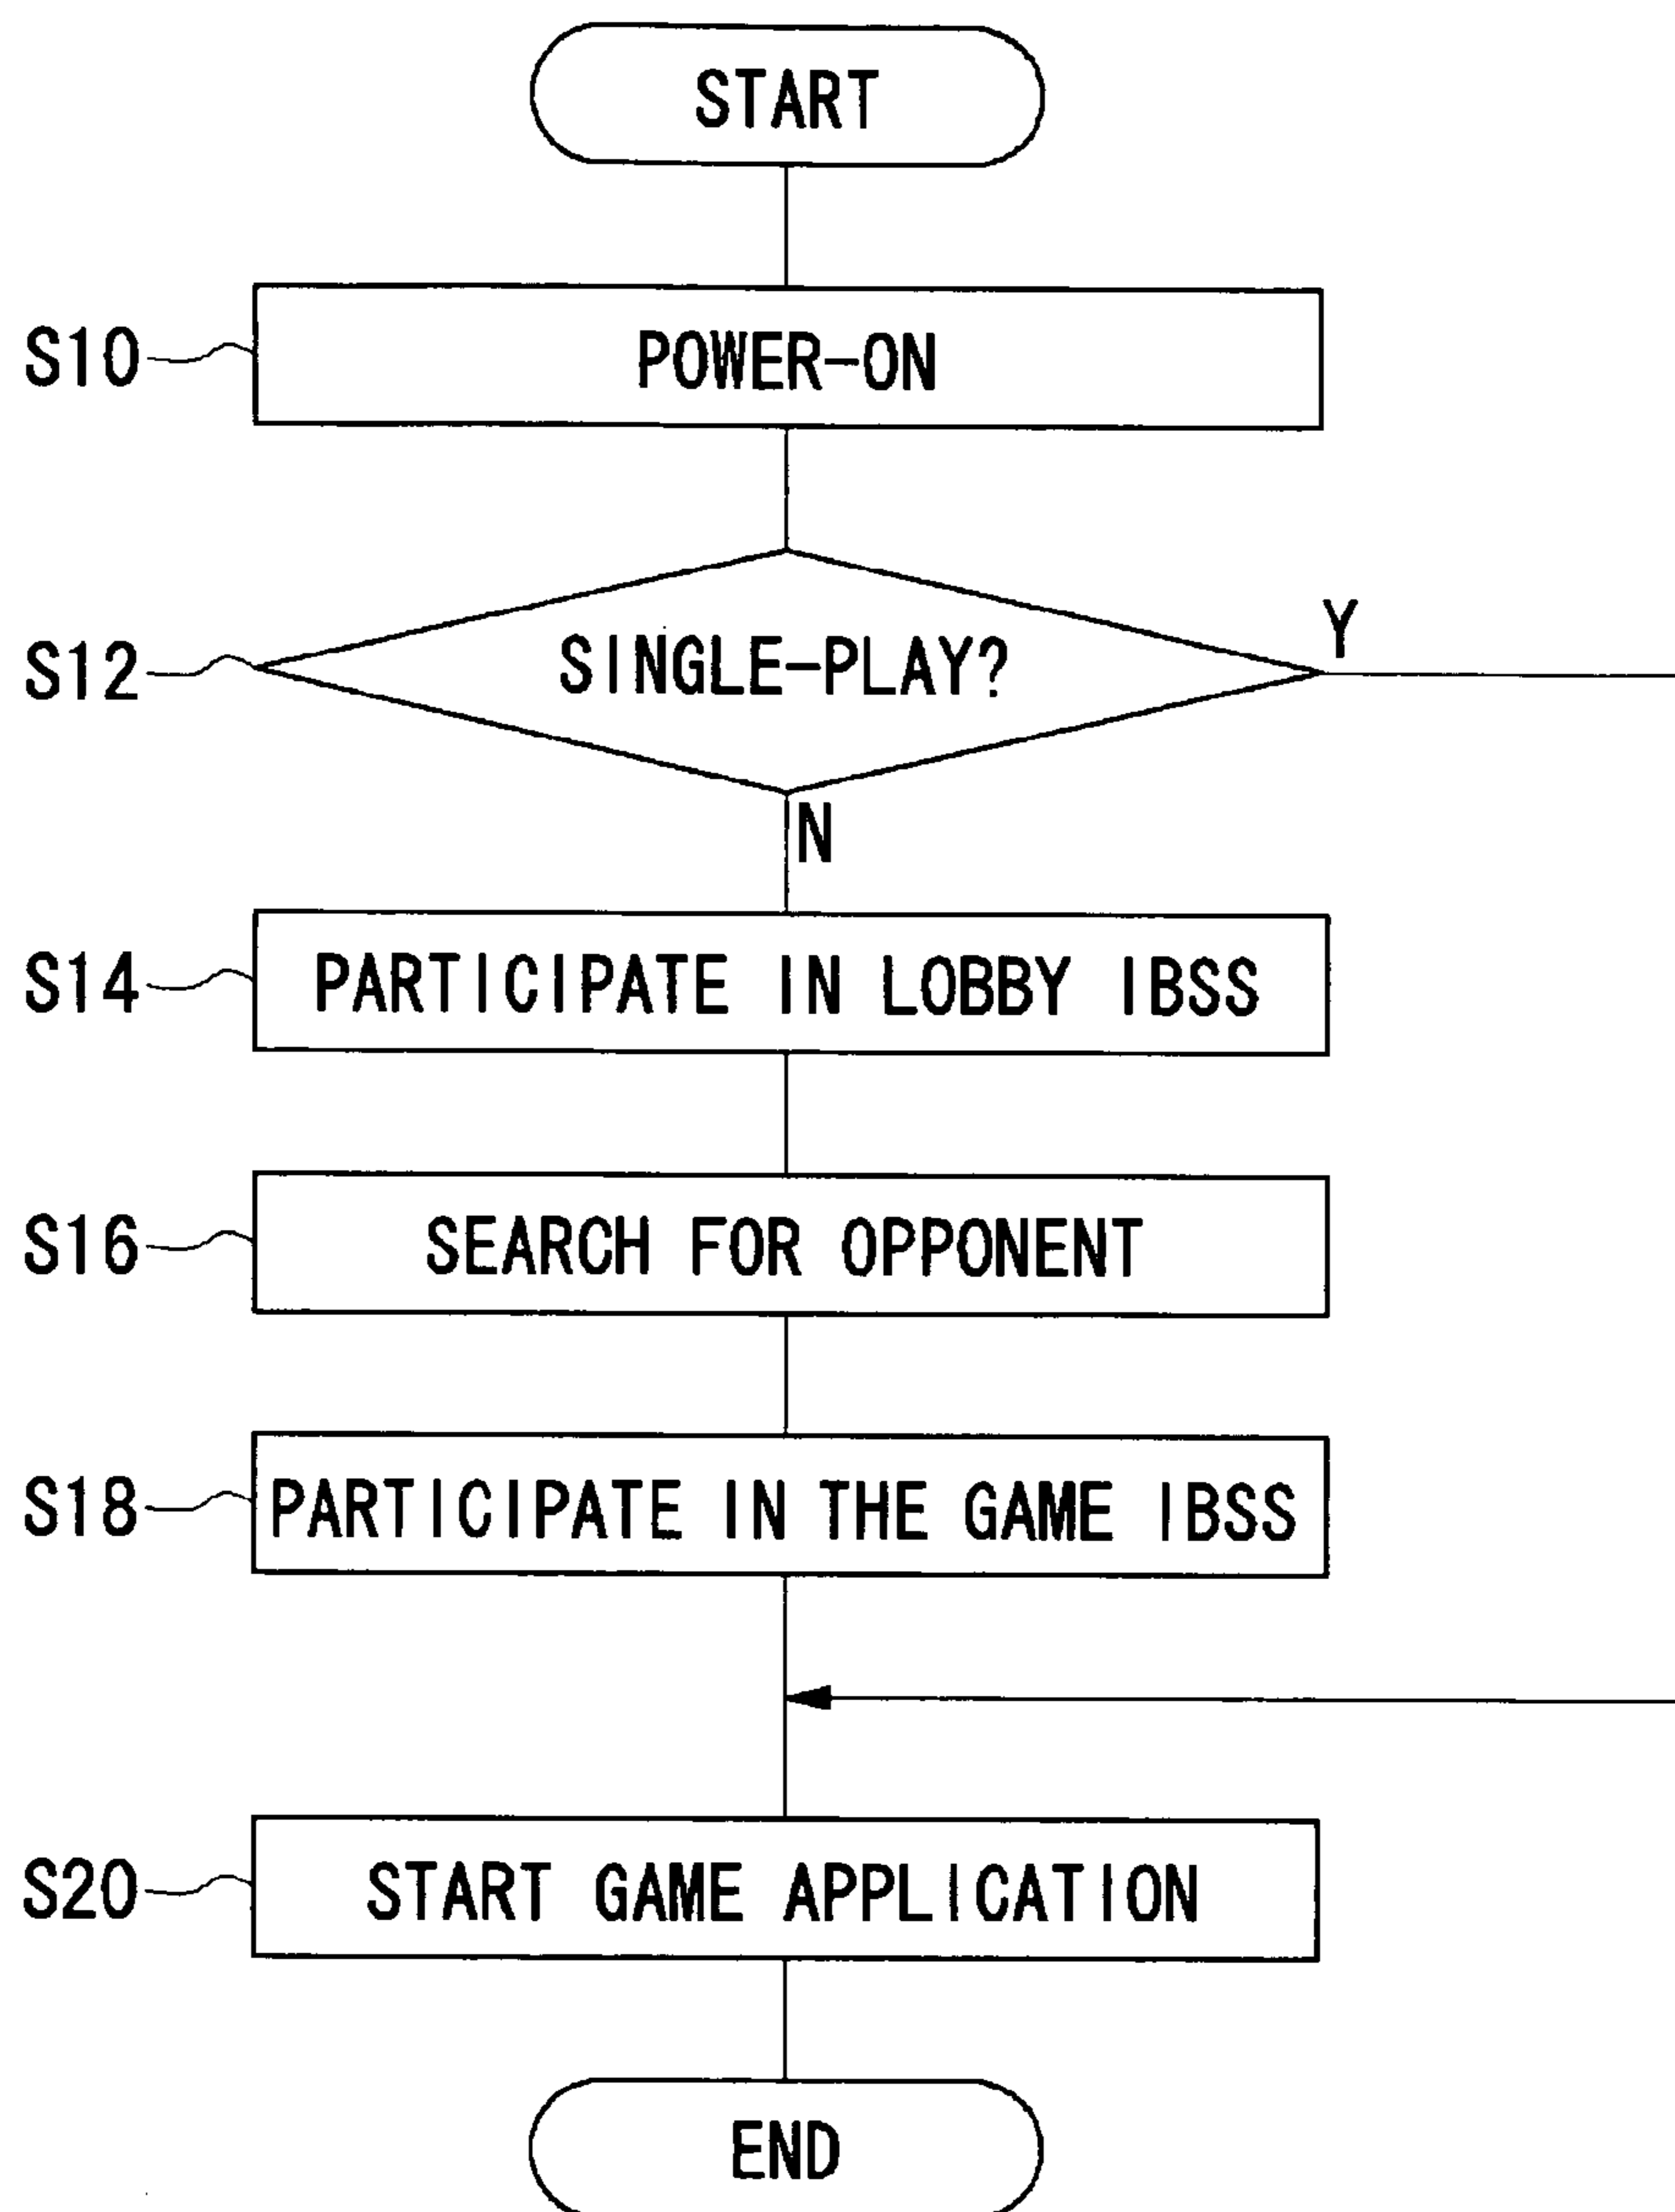 START
S10
POWER-ON
S12
SINGLE-PLAY?
Y
N
S14
PARTICIPATE IN LOBBY IBSS
S16
SEARCH FOR OPPONENT
S18
PARTICIPATE IN THE GAME IBSS
S20
START GAME APPLICATION
END